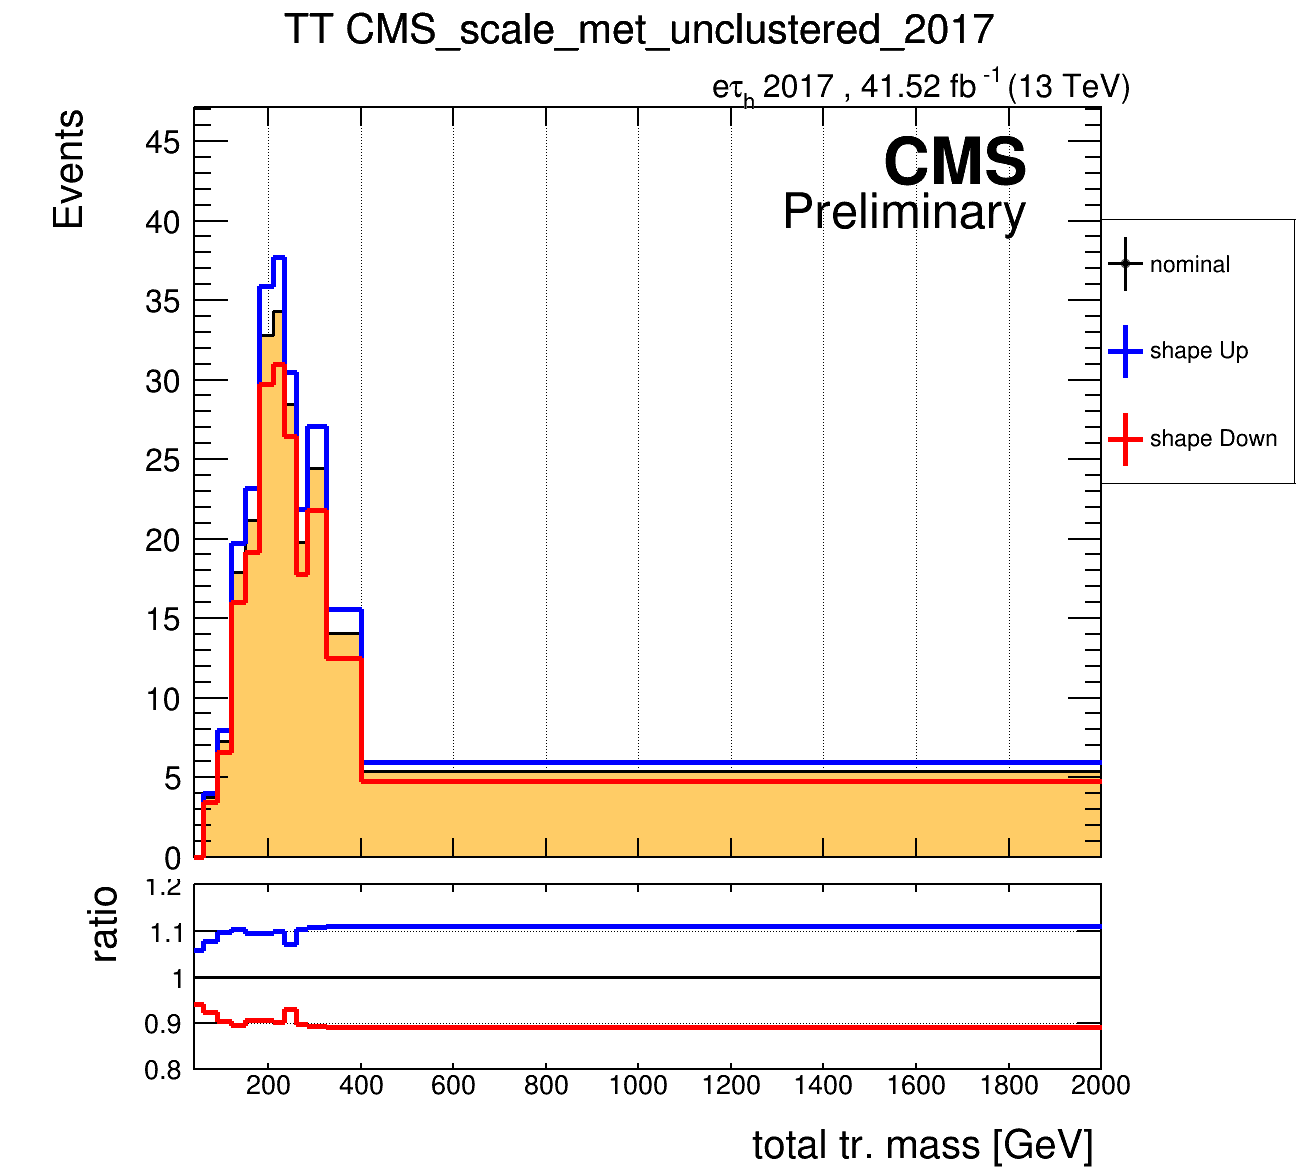 TT CMS_scale_met_unclustered_2017
eτh 2017 , 41.52 fb -1 (13 TeV)
Events
CMS
Preliminary
45
40
35
30
25
20
15
10
5
0
nominal
shape Up
shape Down
ratio
1.2
1.1
1
0.9
0.8
200 400 600 800 1000 1200 1400 1600 1800 2000
total tr. mass [GeV]